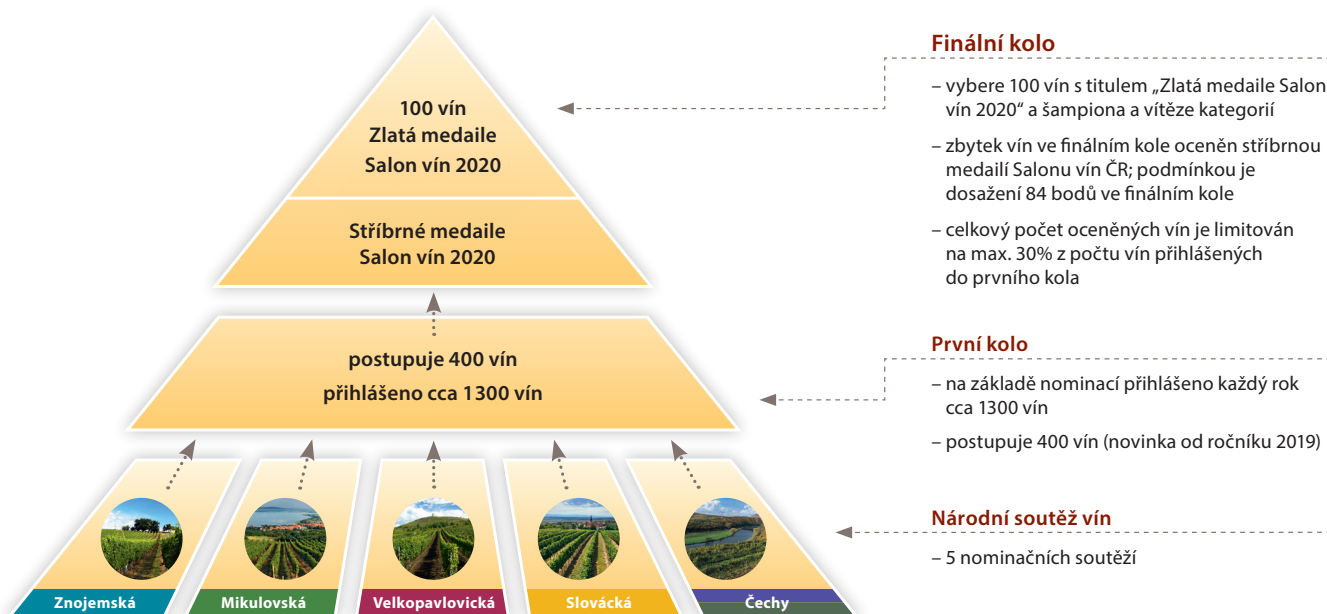 100 vín
Zlatá medaile
Salon vín 2020
Stříbrné medaile
Salon vín 2020
postupuje 400 vín
přihlášeno cca 1300 vín
Znojemská
Mikulovská
Velkopavlovická
Slovácká
Čechy
Finální kolo
– vybere 100 vín s titulem „Zlatá medaile Salon
vín 2020“ a šampiona a vítěze kategorií
– zbytek vín ve finálním kole oceněn stříbrnou
medailí Salonu vín ČR; podmínkou je
dosažení 84 bodů ve finálním kole
– celkový počet oceněných vín je limitován
na max. 30% z počtu vín přihlášených
do prvního kola
První kolo
– na základě nominací přihlášeno každý rok
cca 1300 vín
– postupuje 400 vín (novinka od ročníku 2019)
Národní soutěž vín
– 5 nominačních soutěží